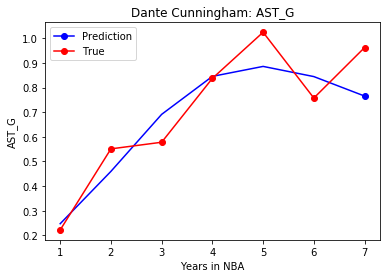 Dante Cunningham: AST_G
Prediction
True
AST_G
1.0
0.9
0.8
0.7
0.6
0.5
0.4
0.3
0.2
1 2 3 4 5 6 7
Years in NBA